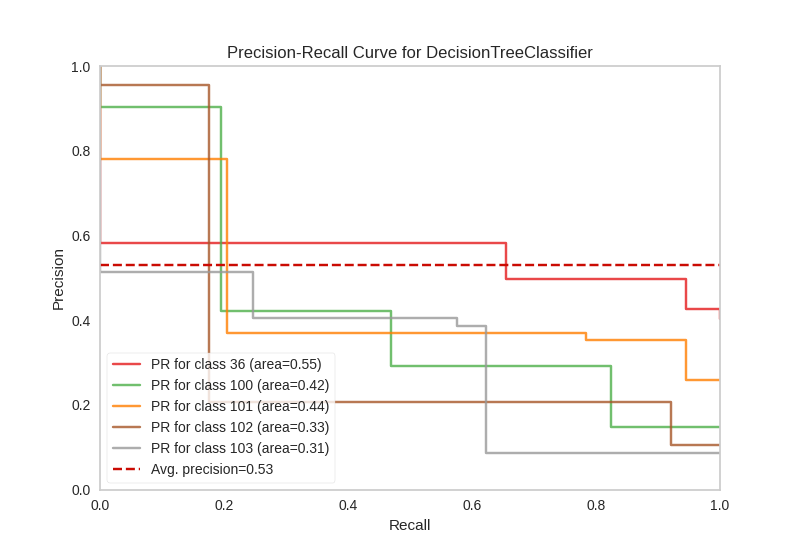 Precision-Recall Curve for DecisionTreeClassifier
1.0
0.8
0.6
0.4
0.2
0.0
Precision
PR for class 36 (area=0.55)
PR for class 100 (area=0.42)
PR for class 101 (area=0.44)
PR for class 102 (area=0.33)
PR for class 103 (area=0.31)
Avg. precision=0.53
0.0 0.2 0.4 0.6 0.8 1.0
Recall